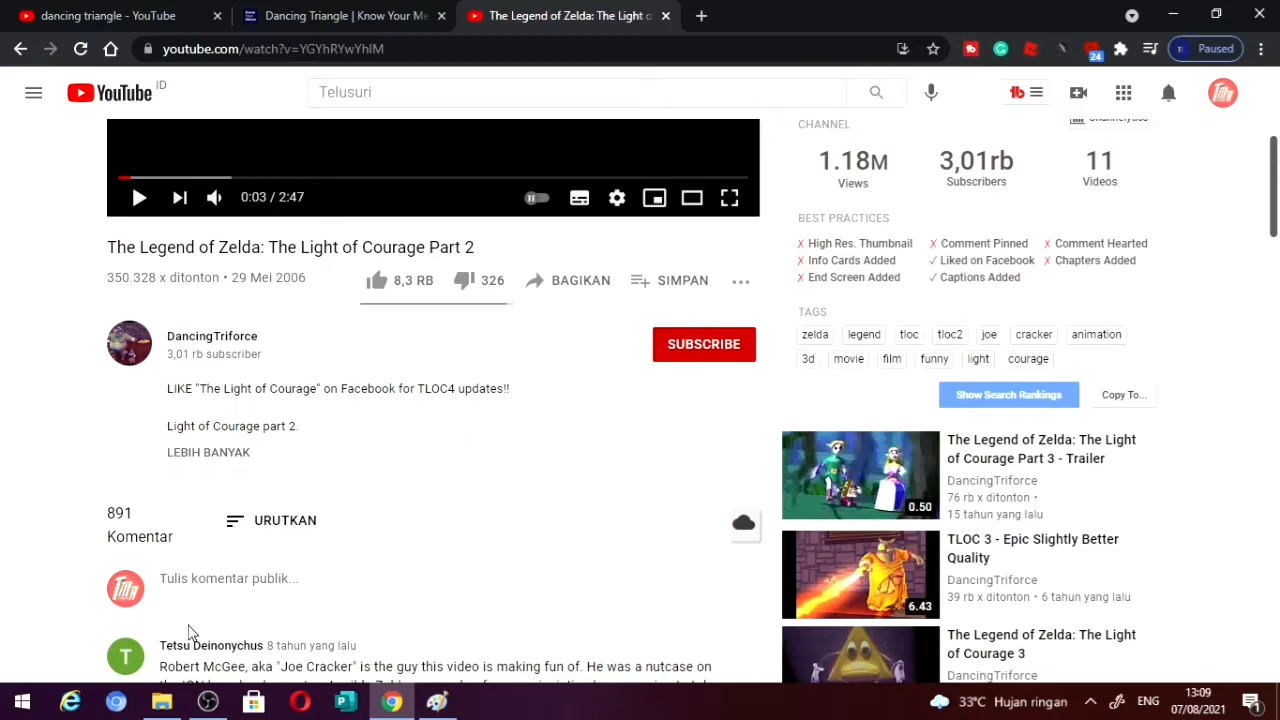 dancing triangle - YouTube
Dancing Triangle | Know Your Me
The Legend of Zelda: The Light o
youtube.com/watch?v=YGYhRYwYhIM
24
Paused
YouTube ID
Telusuri
CHANNEL
1.18M
Views
3,01rb
Subscribers
11
Videos
0:03 / 2:47
BEST PRACTICES
✗ High Res. Thumbnail
✗ Comment Pinned
✗ Comment Hearted
✗ Info Cards Added
✓ Liked on Facebook
✗ Chapters Added
✗ End Screen Added
✓ Captions Added
The Legend of Zelda: The Light of Courage Part 2
350.328 x ditonton • 29 Mei 2006
8,3 RB
326
BAGIKAN
SIMPAN
TAGS
zelda legend tloc tloc2 joe cracker animation
3d movie film funny light courage
Show Search Rankings
Copy To...
DancingTriforce
3,01 rb subscriber
SUBSCRIBE
LiKE "The Light of Courage" on Facebook for TLOC4 updates!!
Light of Courage part 2.
LEBIH BANYAK
891
Komentar
URUTKAN
Tulis komentar publik...
T
Tetsu Deinonychus 8 tahun yang lalu
Robert McGee, aka "Joe Cracker" is the guy this video is making fun of. He was a nutcase on
The Legend of Zelda: The Light
of Courage Part 3 - Trailer
DancingTriforce
76 rb x ditonton •
15 tahun yang lalu
0.50
TLOC 3 - Epic Slightly Better
Quality
DancingTriforce
39 rb x ditonton • 6 tahun yang lalu
6.43
The Legend of Zelda: The Light
of Courage 3
DancingTriforce
33°C Hujan ringan
ENG
13:09
07/08/2021
1